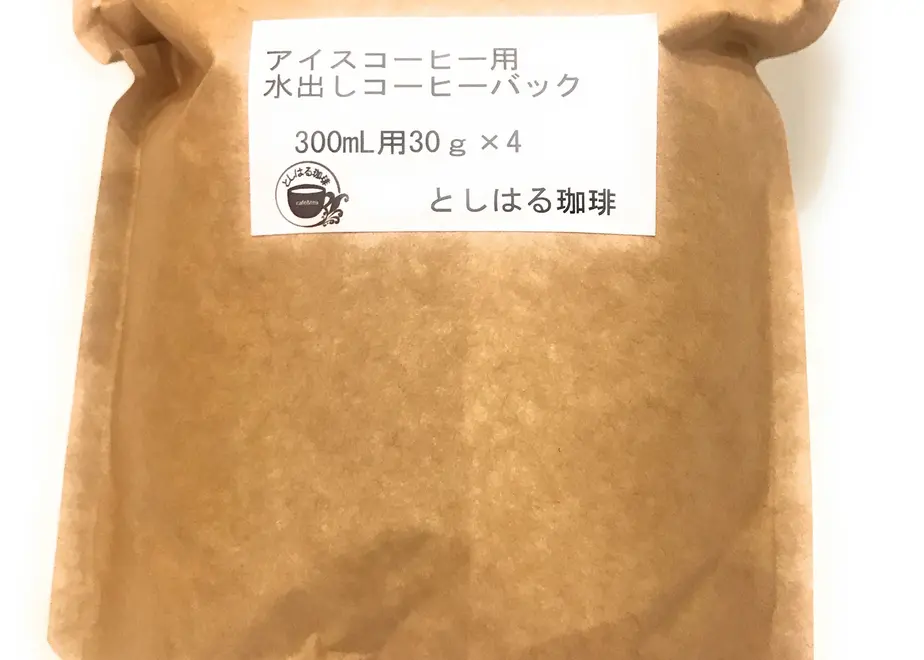 アイスコーヒー用
水出しコーヒーバック
300mL用30ｇ×4
としはる珈琲
としはる珈琲